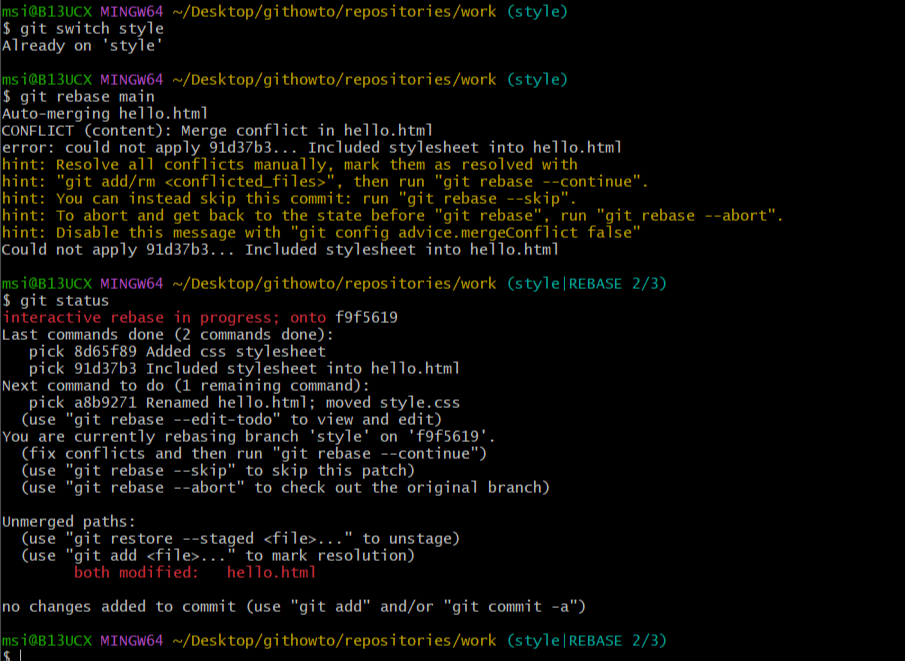 msi@B13UCX MINGW64 ~/Desktop/githowto/repositories/work (style)
$ git switch style
Already on 'style'

msi@B13UCX MINGW64 ~/Desktop/githowto/repositories/work (style)
$ git rebase main
Auto-merging hello.html
CONFLICT (content): Merge conflict in hello.html
error: could not apply 91d37b3... Included stylesheet into hello.html
hint: Resolve all conflicts manually, mark them as resolved with
hint: "git add/rm <conflicted_files>", then run "git rebase --continue".
hint: You can instead skip this commit: run "git rebase --skip".
hint: To abort and get back to the state before "git rebase", run "git rebase --abort".
hint: Disable this message with "git config advice.mergeConflict false"
Could not apply 91d37b3... Included stylesheet into hello.html

msi@B13UCX MINGW64 ~/Desktop/githowto/repositories/work (style|REBASE 2/3)
$ git status
interactive rebase in progress; onto f9f5619
Last commands done (2 commands done):
   pick 8d65f89 Added css stylesheet
   pick 91d37b3 Included stylesheet into hello.html
Next command to do (1 remaining command):
   pick a8b9271 Renamed hello.html; moved style.css
  (use "git rebase --edit-todo" to view and edit)
You are currently rebasing branch 'style' on 'f9f5619'.
  (fix conflicts and then run "git rebase --continue")
  (use "git rebase --skip" to skip this patch)
  (use "git rebase --abort" to check out the original branch)

Unmerged paths:
  (use "git restore --staged <file>..." to unstage)
  (use "git add <file>..." to mark resolution)
        both modified:   hello.html

no changes added to commit (use "git add" and/or "git commit -a")

msi@B13UCX MINGW64 ~/Desktop/githowto/repositories/work (style|REBASE 2/3)
$